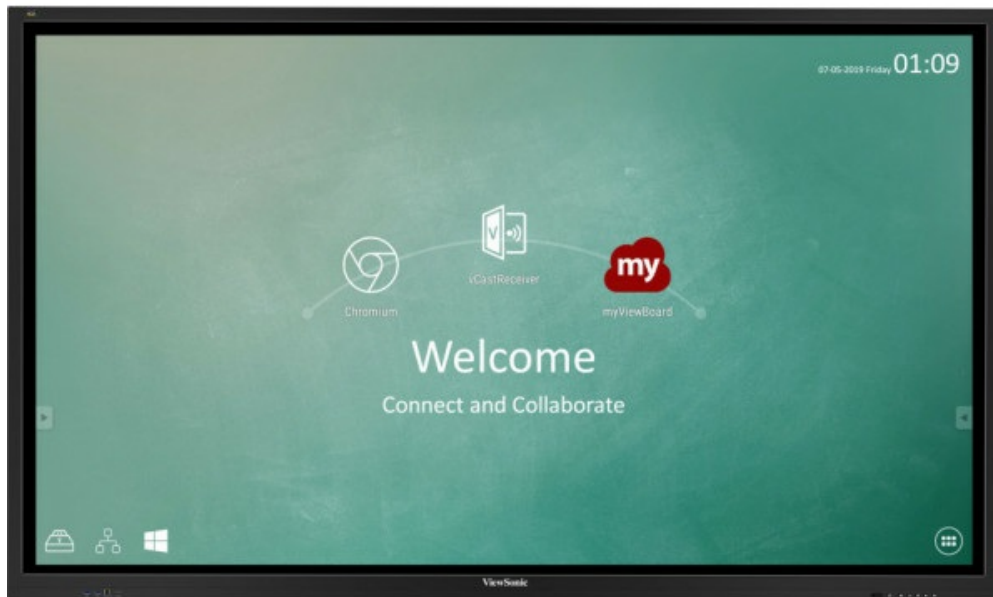 07-05-2019 Friday 01:09
V
vCastReceiver
my
Chromium
myViewBoard
Welcome
Connect and Collaborate
ViewSonic